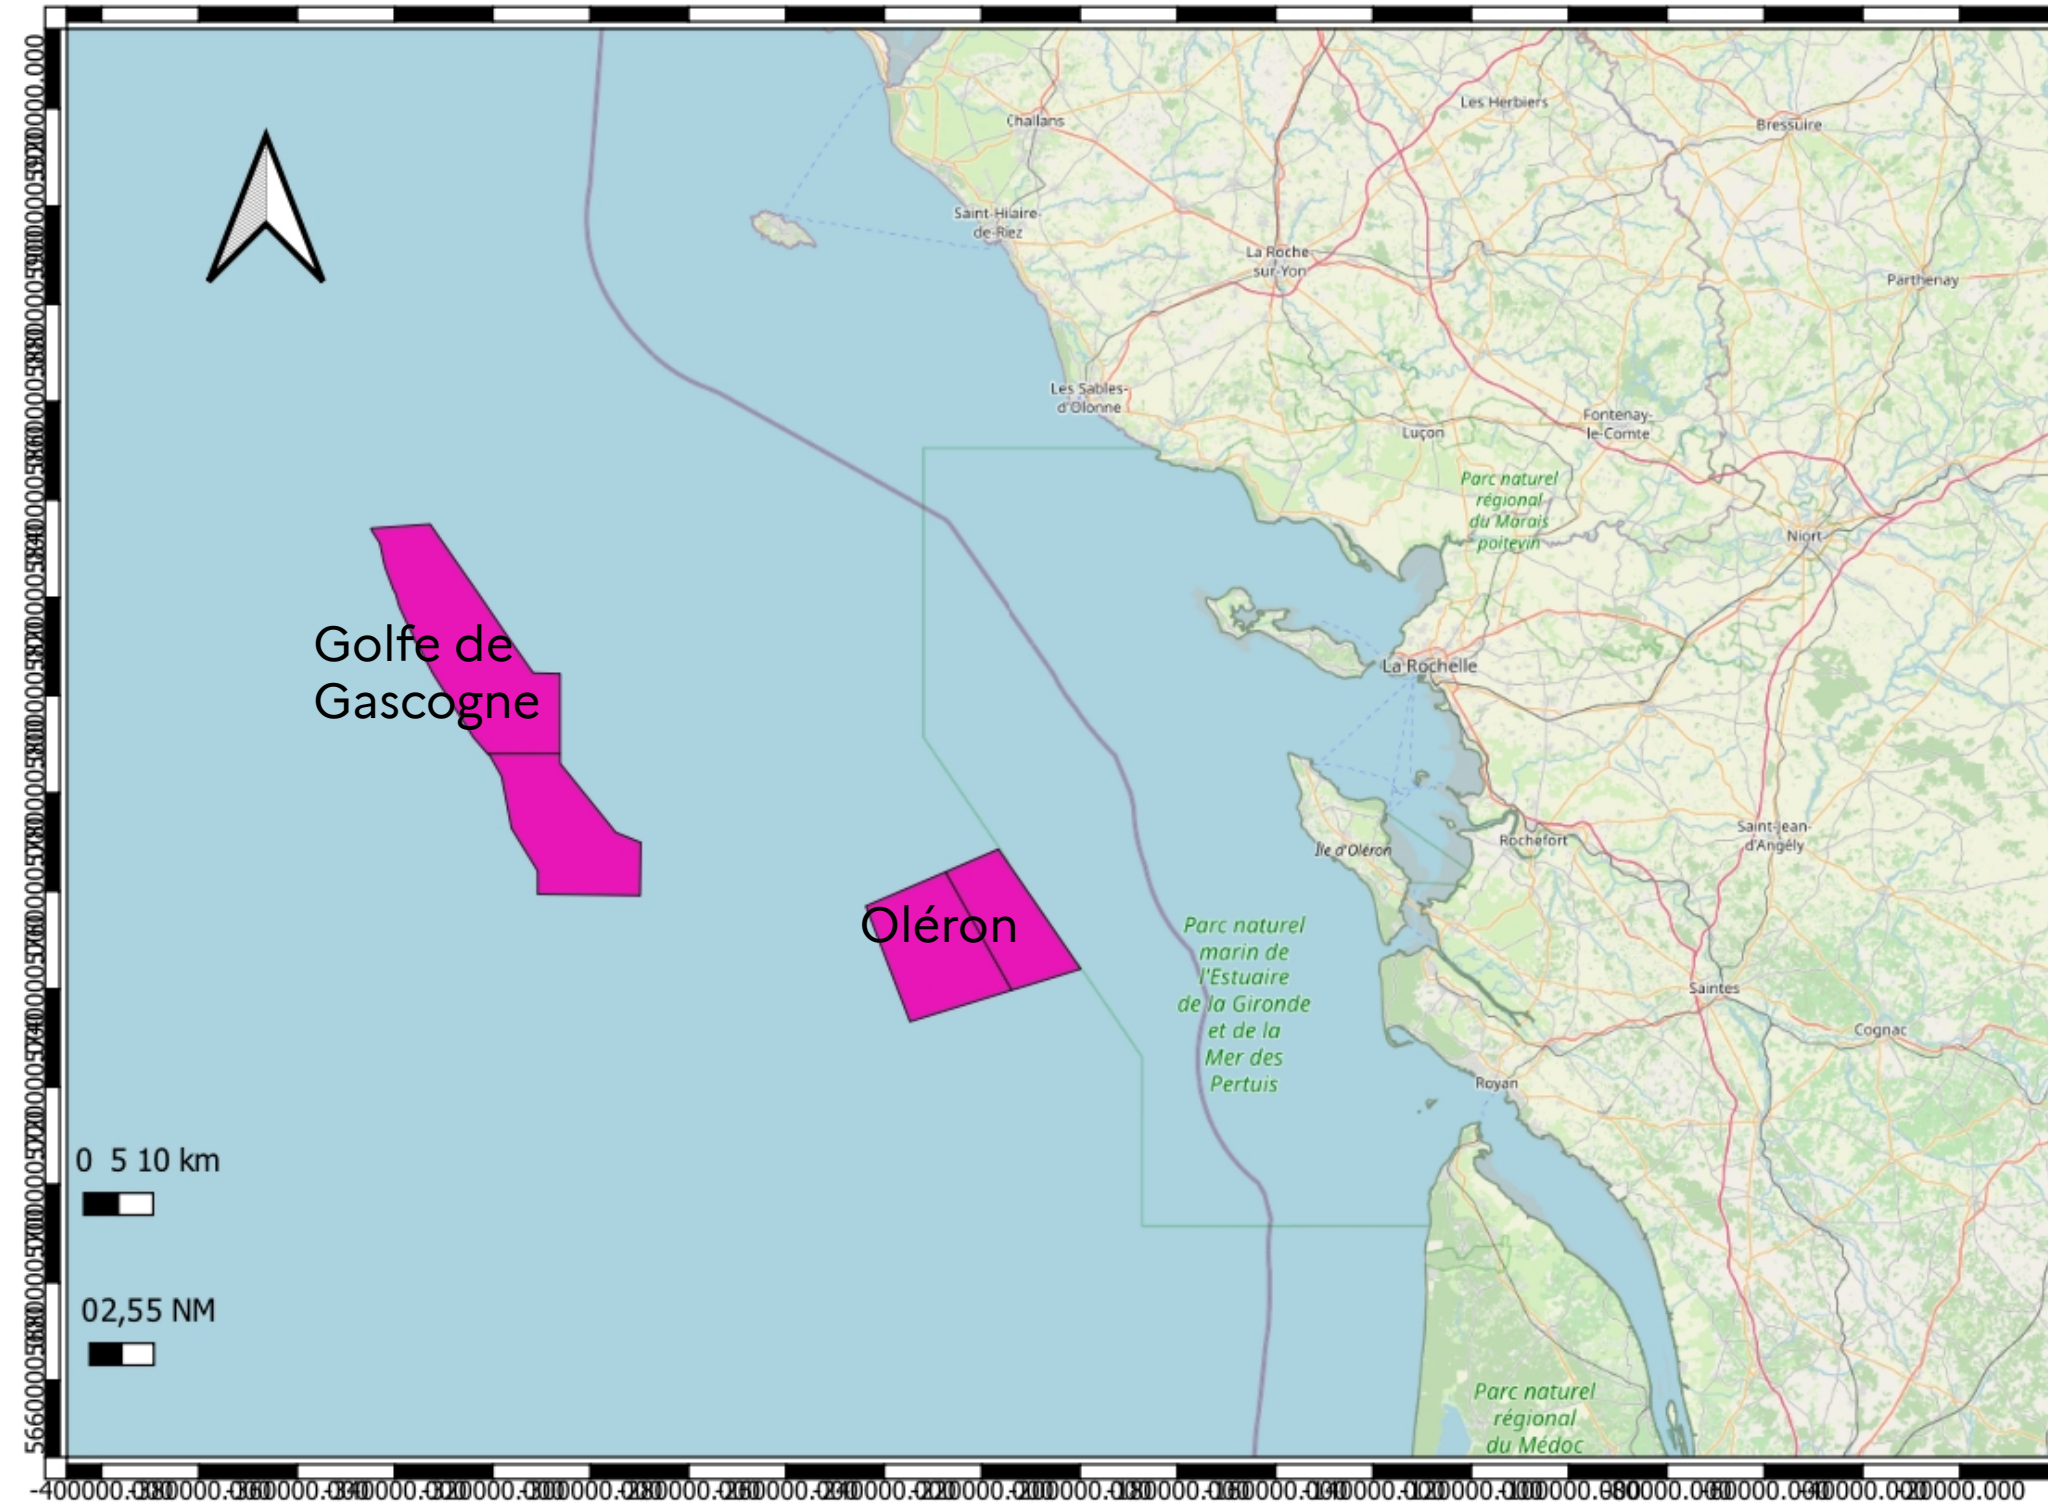 Challans
Les Herbiers
Bressuire
Saint-Hilaire-
de-Riez
La Roche-
sur-Yon
Parthenay
Les Sables-
d'Olonne
Luçon
Fontenay-
le-Comte
Parc naturel
régional
du Marais
poitevin
Niort
Golfe de
Gascogne
La Rochelle
Île d'Oléron
Rochefort
Saint-Jean-
d'Angély
Oléron
Parc naturel
marin de
l'Estuaire
de la Gironde
et de la
Mer des
Pertuis
Saintes
Cognac
Royan
0 5 10 km
02,55 NM
Parc naturel
régional
du Médoc